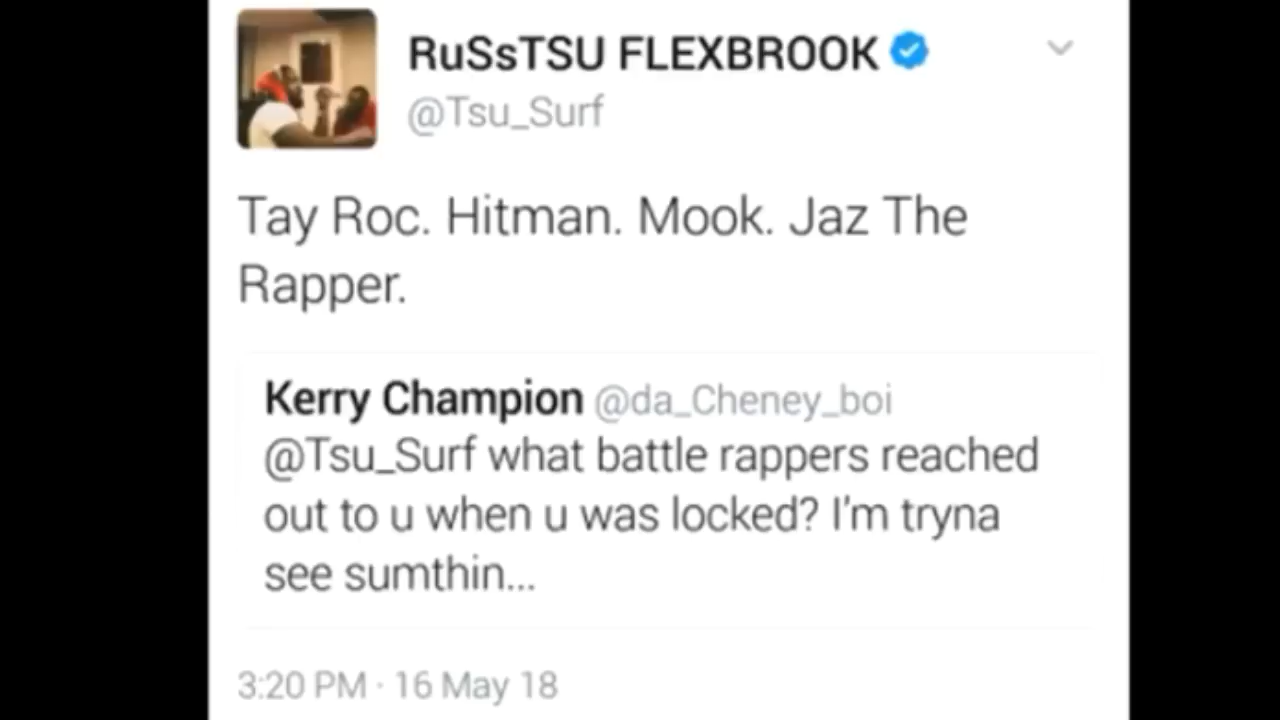 RuSsTSU FLEXBROOK
@Tsu_Surf
Tay Roc. Hitman. Mook. Jaz The
Rapper.
Kerry Champion @da_Cheney_boi
@Tsu_Surf what battle rappers reached
out to u when u was locked? I'm tryna
see sumthin...
3:20 PM · 16 May 18